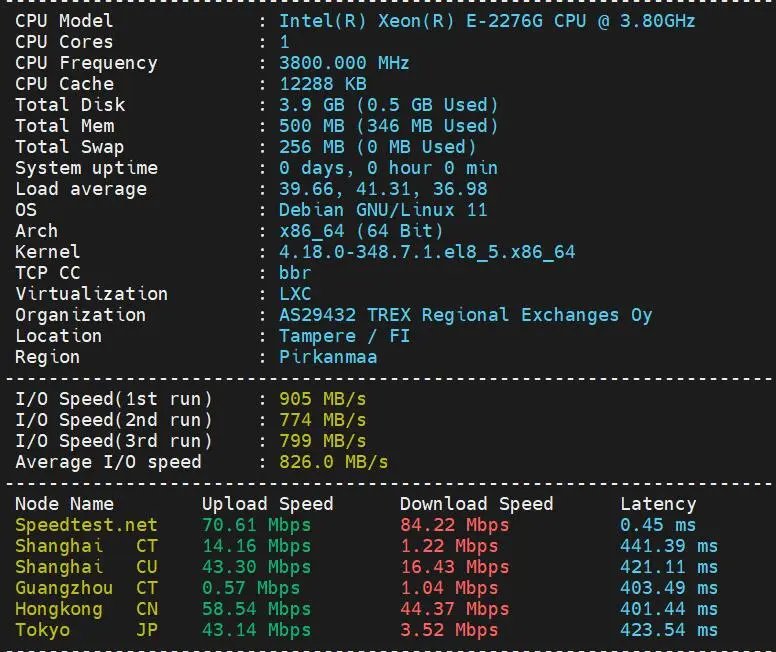 CPU Model : Intel(R) Xeon(R) E-2276G CPU @ 3.80GHz
CPU Cores : 1
CPU Frequency : 3800.000 MHz
CPU Cache : 12288 KB
Total Disk : 3.9 GB (0.5 GB Used)
Total Mem : 500 MB (346 MB Used)
Total Swap : 256 MB (0 MB Used)
System uptime : 0 days, 0 hour 0 min
Load average : 39.66, 41.31, 36.98
OS : Debian GNU/Linux 11
Arch : x86_64 (64 Bit)
Kernel : 4.18.0-348.7.1.el8_5.x86_64
TCP CC : bbr
Virtualization : LXC
Organization : AS29432 TREX Regional Exchanges Oy
Location : Tampere / FI
Region : Pirkanmaa
I/O Speed(1st run) : 905 MB/s
I/O Speed(2nd run) : 774 MB/s
I/O Speed(3rd run) : 799 MB/s
Average I/O speed : 826.0 MB/s
Node Name Upload Speed Download Speed Latency
Speedtest.net 70.61 Mbps 84.22 Mbps 0.45 ms
Shanghai CT 14.16 Mbps 1.22 Mbps 441.39 ms
Shanghai CU 43.30 Mbps 16.43 Mbps 421.11 ms
Guangzhou CT 0.57 Mbps 1.04 Mbps 403.49 ms
Hongkong CN 58.54 Mbps 44.37 Mbps 401.44 ms
Tokyo JP 43.14 Mbps 3.52 Mbps 423.54 ms